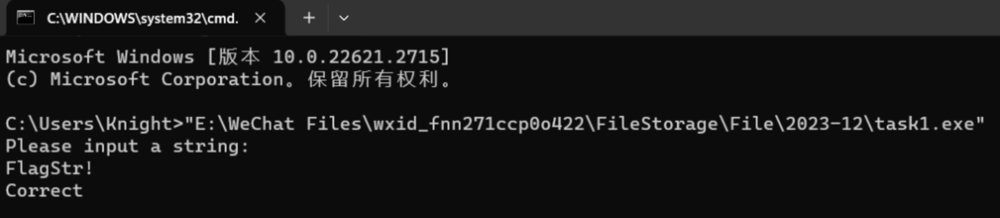 C:\WINDOWS\system32\cmd.
Microsoft Windows [版本 10.0.22621.2715]
(c) Microsoft Corporation。保留所有权利。
C:\Users\Knight>"E:\WeChat Files\wxid_fnn271ccp0o422\FileStorage\File\2023-12\task1.exe"
Please input a string:
FlagStr!
Correct